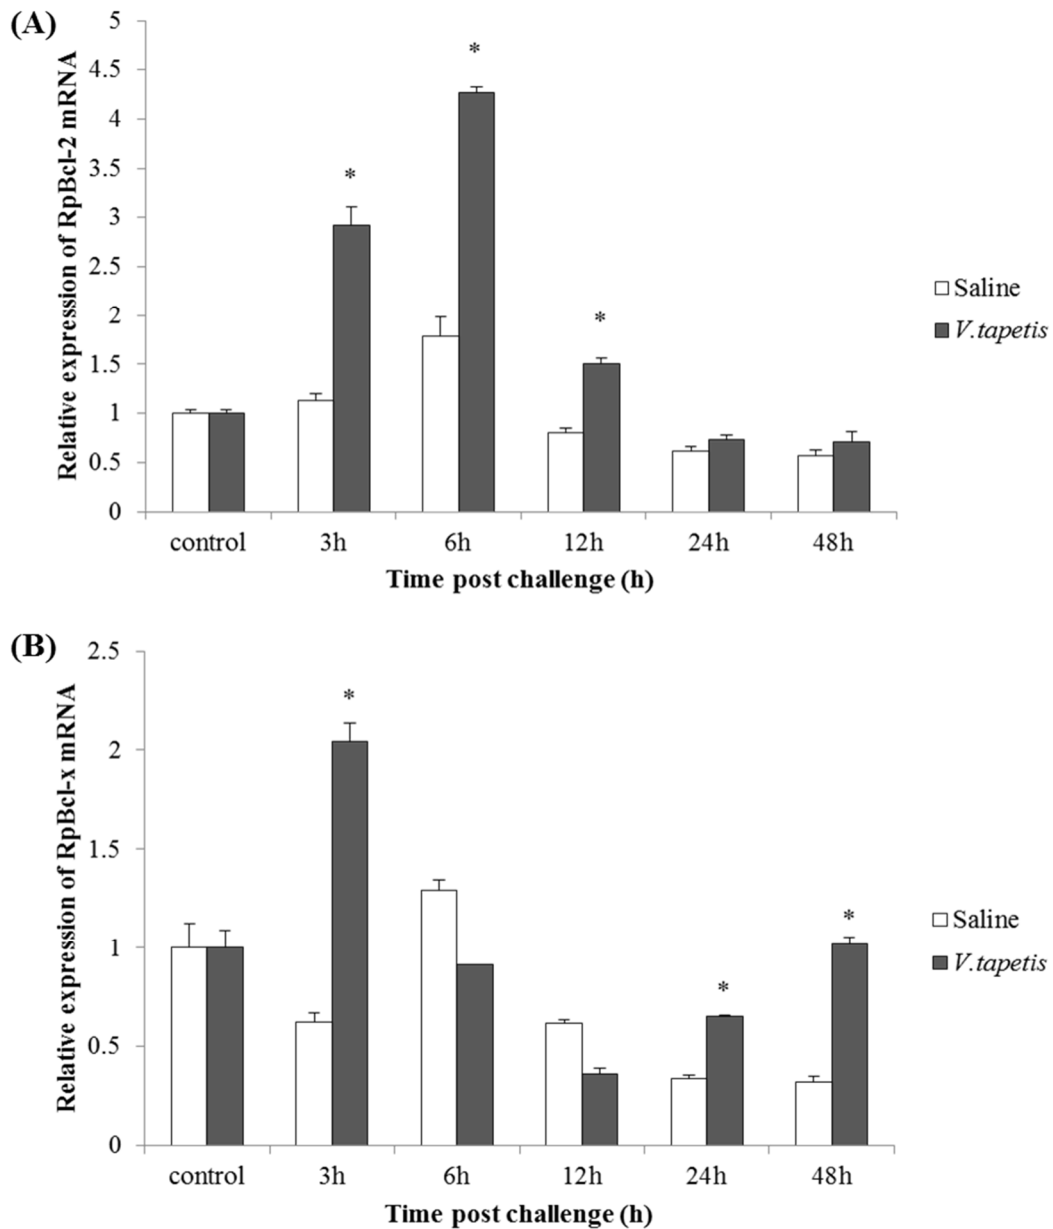 (A)
Relative expression of RpBcl-2 mRNA
5
4.5
4
3.5
3
2.5
2
1.5
1
0.5
0
*
*
*
control 3h 6h 12h 24h 48h
Time post challenge (h)
Saline
V.tapetis
(B)
Relative expression of RpBcl-x mRNA
2.5
2
1.5
1
0.5
0
*
*
*
control 3h 6h 12h 24h 48h
Time post challenge (h)
Saline
V.tapetis